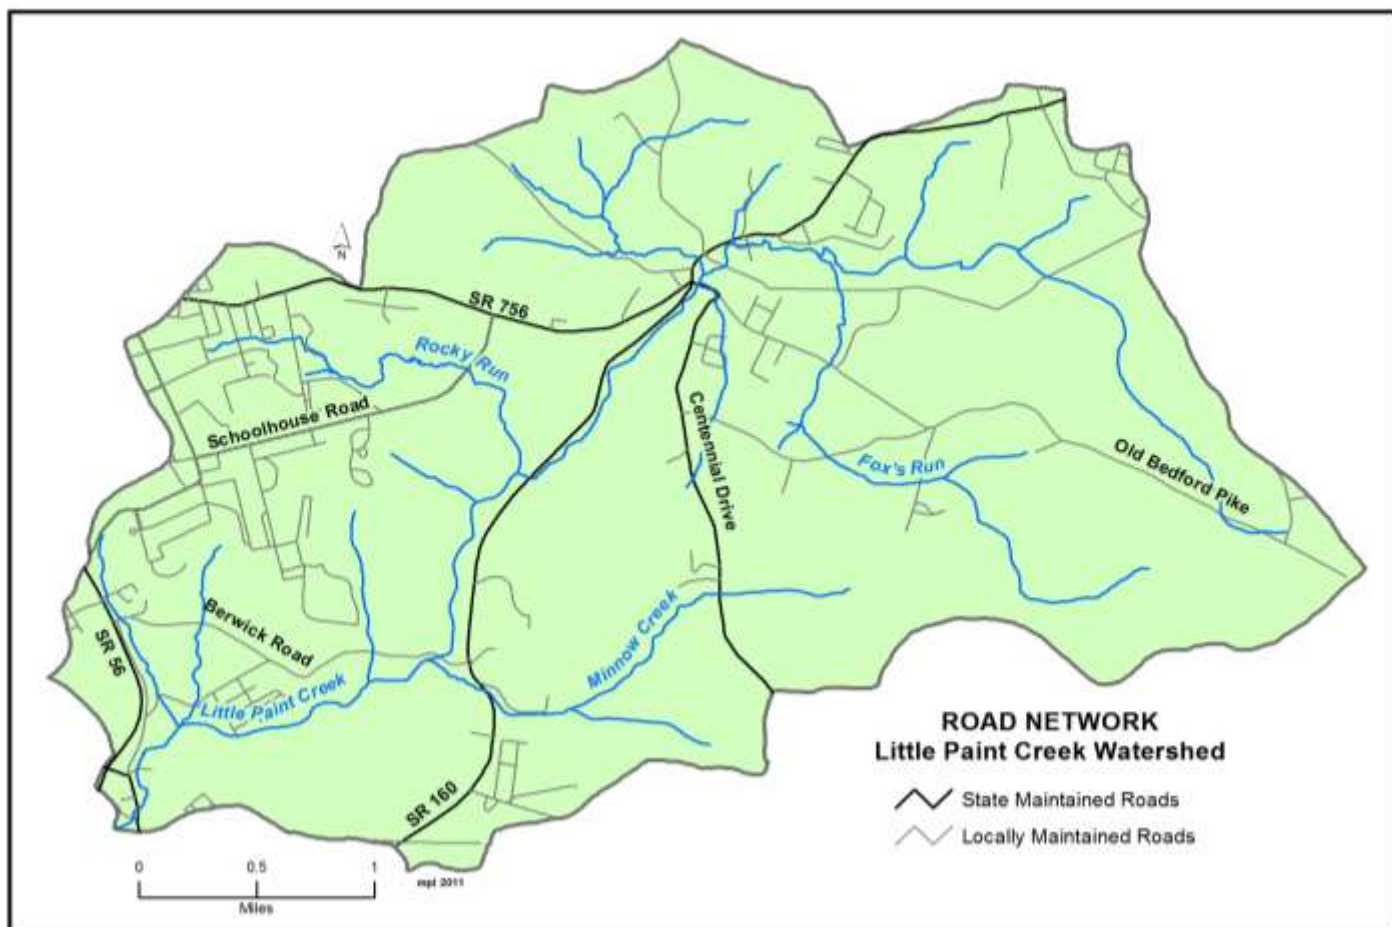 N
SR 756
Rocky Run
Schoolhouse Road
Centennial Drive
Fox's Run
Old Bedford Pike
Berwick Road
SR 56
Minnow Creek
Little Paint Creek
SR 160
ROAD NETWORK
Little Paint Creek Watershed
State Maintained Roads
Locally Maintained Roads
0 0.5 1
Miles
mpl 2011